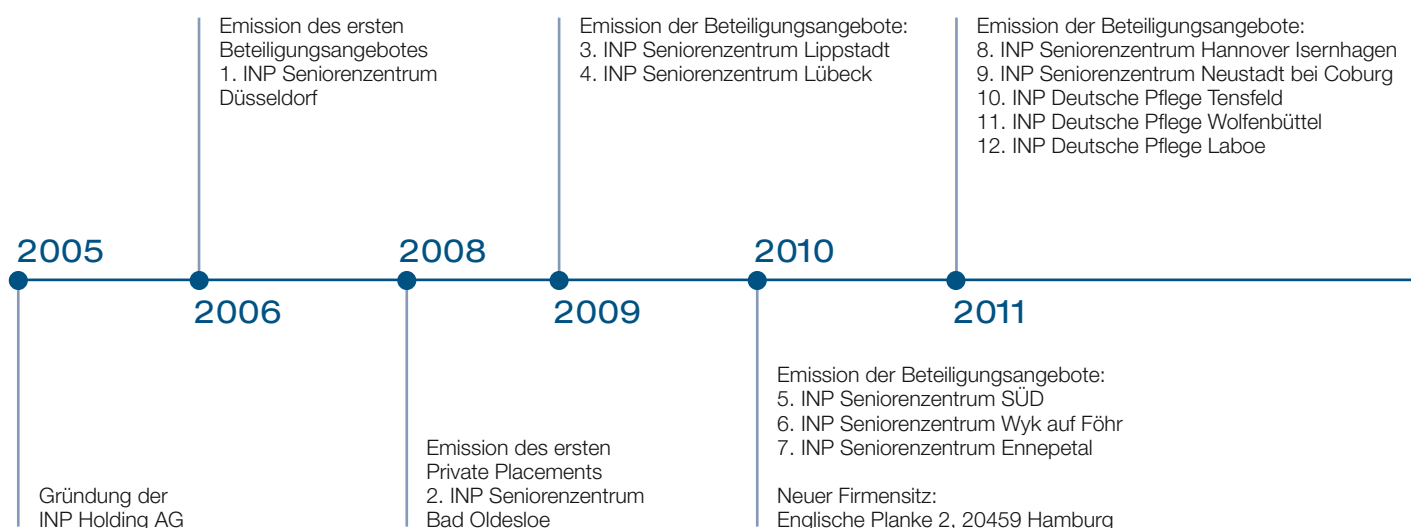 Emission des ersten
Beteiligungsangebotes
1. INP Seniorenzentrum
Düsseldorf
Emission der Beteiligungsangebote:
3. INP Seniorenzentrum Lippstadt
4. INP Seniorenzentrum Lübeck
Emission der Beteiligungsangebote:
8. INP Seniorenzentrum Hannover Isernhagen
9. INP Seniorenzentrum Neustadt bei Coburg
10. INP Deutsche Pflege Tensfeld
11. INP Deutsche Pflege Wolfenbüttel
12. INP Deutsche Pflege Laboe
2005
2008
2010
2006
2009
2011
Gründung der
INP Holding AG
Emission des ersten
Private Placements
2. INP Seniorenzentrum
Bad Oldesloe
Emission der Beteiligungsangebote:
5. INP Seniorenzentrum SÜD
6. INP Seniorenzentrum Wyk auf Föhr
7. INP Seniorenzentrum Ennepetal
Neuer Firmensitz:
Englische Planke 2, 20459 Hamburg